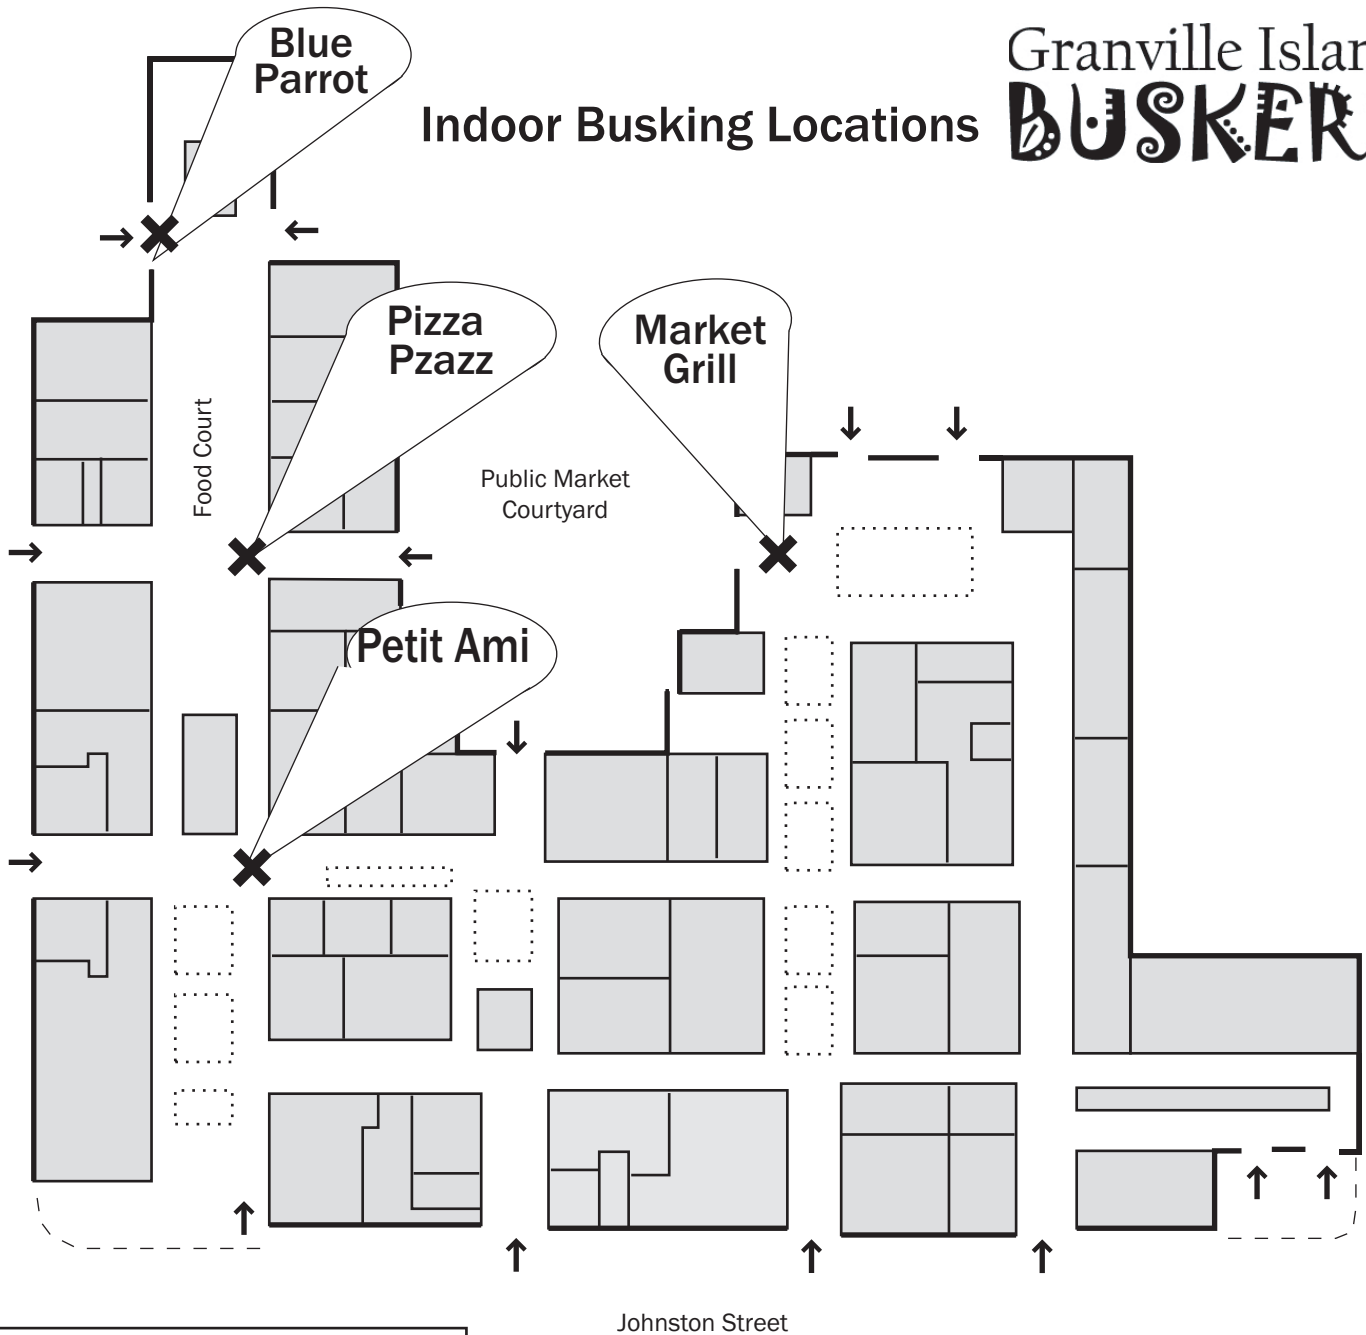 Blue
Parrot
Granville Islan
BUSKER
Indoor Busking Locations
Pizza
Pzazz
Market
Grill
Food Court
Public Market
Courtyard
Petit Ami
Johnston Street